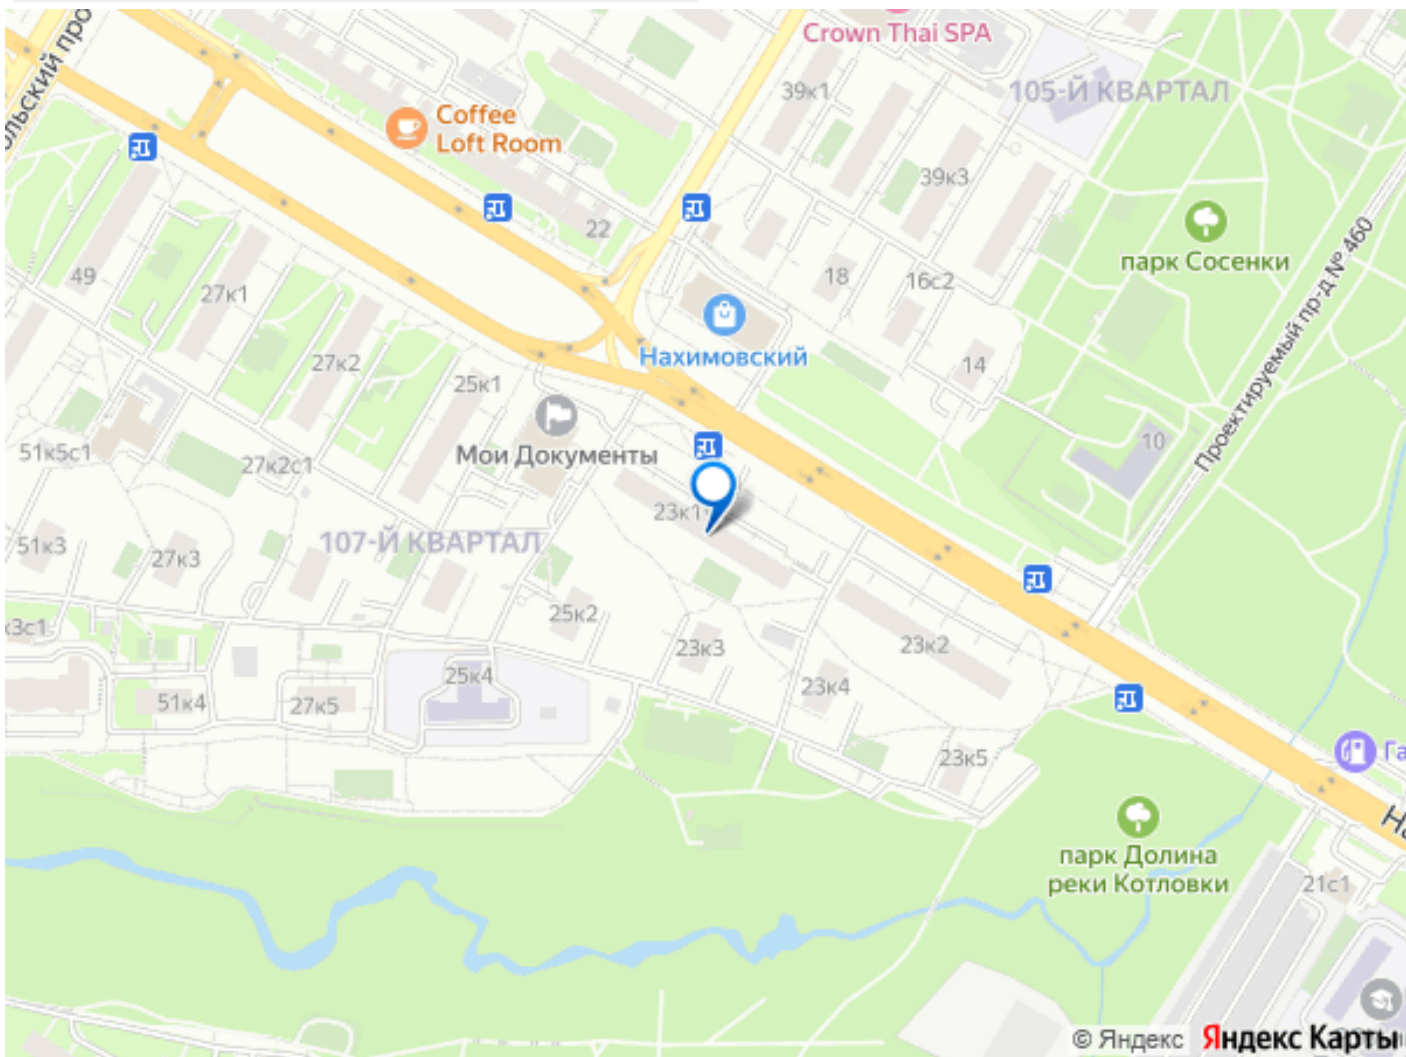 Crown Thai SPA
39к1
105-Й КВАРТАЛ
Coffee
Loft Room
39к3
22
парк Сосенки
49
27к1
18
16с2
Проектируемый пр-д № 460
Нахимовский
27к2
25к1
14
51к5с1
27к2с1
Мои Документы
10
23к1
51к3
27к3
107-Й КВАРТАЛ
25к2
23к3
23к2
25к4
23к4
51к4
27к5
23к5
парк Долина
реки Котловки
21с1
© Яндекс Яндекс Карты